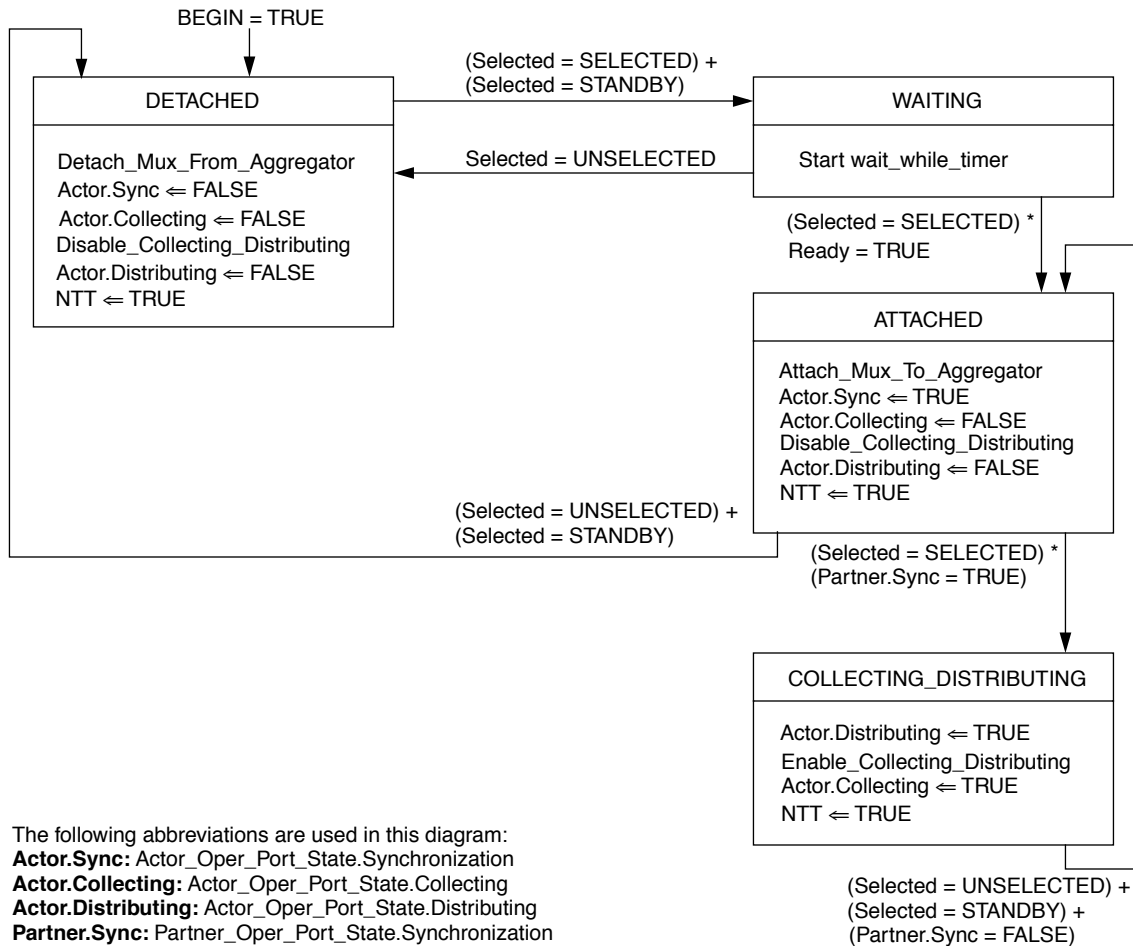 BEGIN = TRUE
(Selected = SELECTED) +
(Selected = STANDBY)
DETACHED
Detach_Mux_From_Aggregator
Actor.Sync ⇐ FALSE
Actor.Collecting ⇐ FALSE
Disable_Collecting_Distributing
Actor.Distributing ⇐ FALSE
NTT ⇐ TRUE
Selected = UNSELECTED
WAITING
Start wait_while_timer
(Selected = SELECTED) *
Ready = TRUE
ATTACHED
Attach_Mux_To_Aggregator
Actor.Sync ⇐ TRUE
Actor.Collecting ⇐ FALSE
Disable_Collecting_Distributing
Actor.Distributing ⇐ FALSE
NTT ⇐ TRUE
(Selected = UNSELECTED) +
(Selected = STANDBY)
(Selected = SELECTED) *
(Partner.Sync = TRUE)
COLLECTING_DISTRIBUTING
Actor.Distributing ⇐ TRUE
Enable_Collecting_Distributing
Actor.Collecting ⇐ TRUE
NTT ⇐ TRUE
(Selected = UNSELECTED) +
(Selected = STANDBY) +
(Partner.Sync = FALSE)
The following abbreviations are used in this diagram:
Actor.Sync: Actor_Oper_Port_State.Synchronization
Actor.Collecting: Actor_Oper_Port_State.Collecting
Actor.Distributing: Actor_Oper_Port_State.Distributing
Partner.Sync: Partner_Oper_Port_State.Synchronization